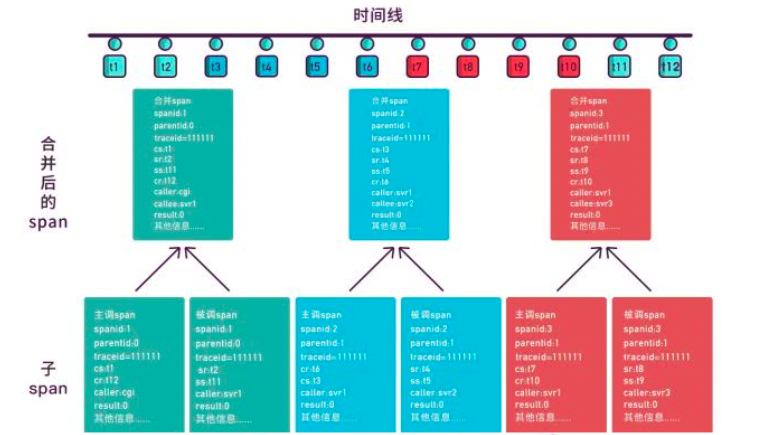 时间线
t1 t2 t3 t4 t5 t6 t7 t8 t9 t10 t11 t12
合并后的span
合并span
spanid:1
parentid:0
traceid=111111
cs:t1
sr:t2
ss:t11
cr:t12
caller:cgi
callee:svr1
result:0
其他信息......
合并span
spanid:2
parentid:1
traceid=111111
cs:t3
sr:t4
ss:t5
cr:t6
caller:svr1
callee:svr2
result:0
其他信息......
合并span
spanid:3
parentid:1
traceid=111111
cs:t7
sr:t8
ss:t9
cr:t10
caller:svr1
callee:svr3
result:0
其他信息......
子span
主调span
spanid:1
parentid:0
traceid=111111
cs:t1
cr:t12
caller:cgi
result:0
其他信息......
被调span
spanid:1
parentid:0
traceid=111111
sr:t2
ss:t11
caller:svr1
result:0
其他信息......
主调span
spanid:2
parentid:1
traceid=111111
cr:t6
cs:t3
caller:svr1
result:0
其他信息......
被调span
spanid:2
parentid:1
traceid=111111
sr:t4
ss:t5
caller:svr2
result:0
其他信息......
主调span
spanid:3
parentid:1
traceid=111111
cs:t7
cr:t10
caller:svr1
result:0
其他信息......
被调span
spanid:3
parentid:1
traceid=111111
sr:t8
ss:t9
caller:svr3
result:0
其他信息......